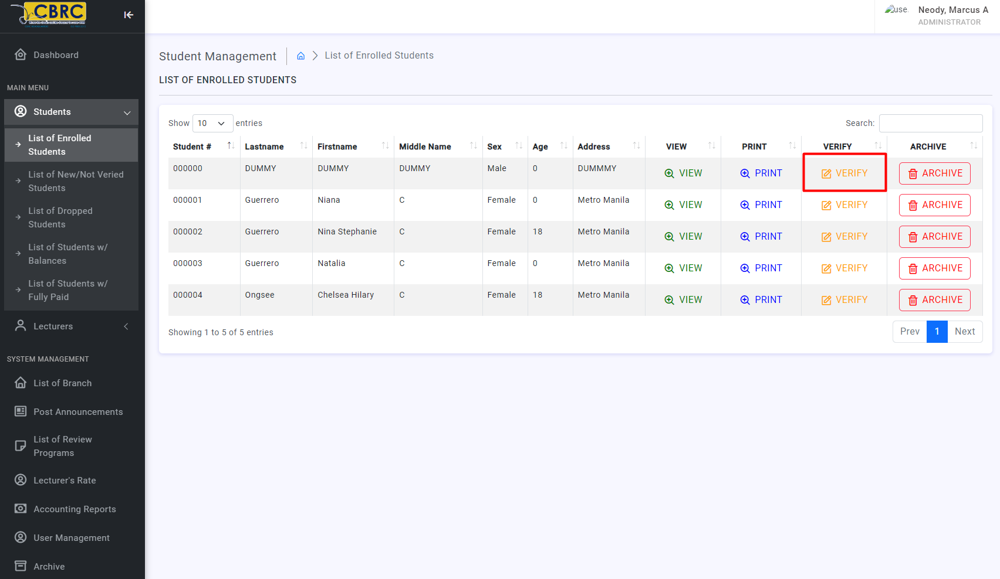 CBRC
use.
Neody, Marcus A
ADMINISTRATOR
Dashboard
MAIN MENU
Students
List of Enrolled
Students
List of New/Not Veried
Students
List of Dropped
Students
List of Students w/
Balances
List of Students w/
Fully Paid
Lecturers
SYSTEM MANAGEMENT
List of Branch
Post Announcements
List of Review
Programs
Lecturer's Rate
Accounting Reports
User Management
Archive
Student Management
List of Enrolled Students
LIST OF ENROLLED STUDENTS
Show 10 entries
Search:
Student # Lastname Firstname Middle Name Sex Age Address VIEW PRINT VERIFY ARCHIVE
000000 DUMMY DUMMY DUMMY Male 0 DUMMMY VIEW PRINT VERIFY ARCHIVE
000001 Guerrero Niana C Female 0 Metro Manila VIEW PRINT VERIFY ARCHIVE
000002 Guerrero Nina Stephanie C Female 18 Metro Manila VIEW PRINT VERIFY ARCHIVE
000003 Guerrero Natalia C Female 0 Metro Manila VIEW PRINT VERIFY ARCHIVE
000004 Ongsee Chelsea Hilary C Female 18 Metro Manila VIEW PRINT VERIFY ARCHIVE
Showing 1 to 5 of 5 entries
Prev 1 Next